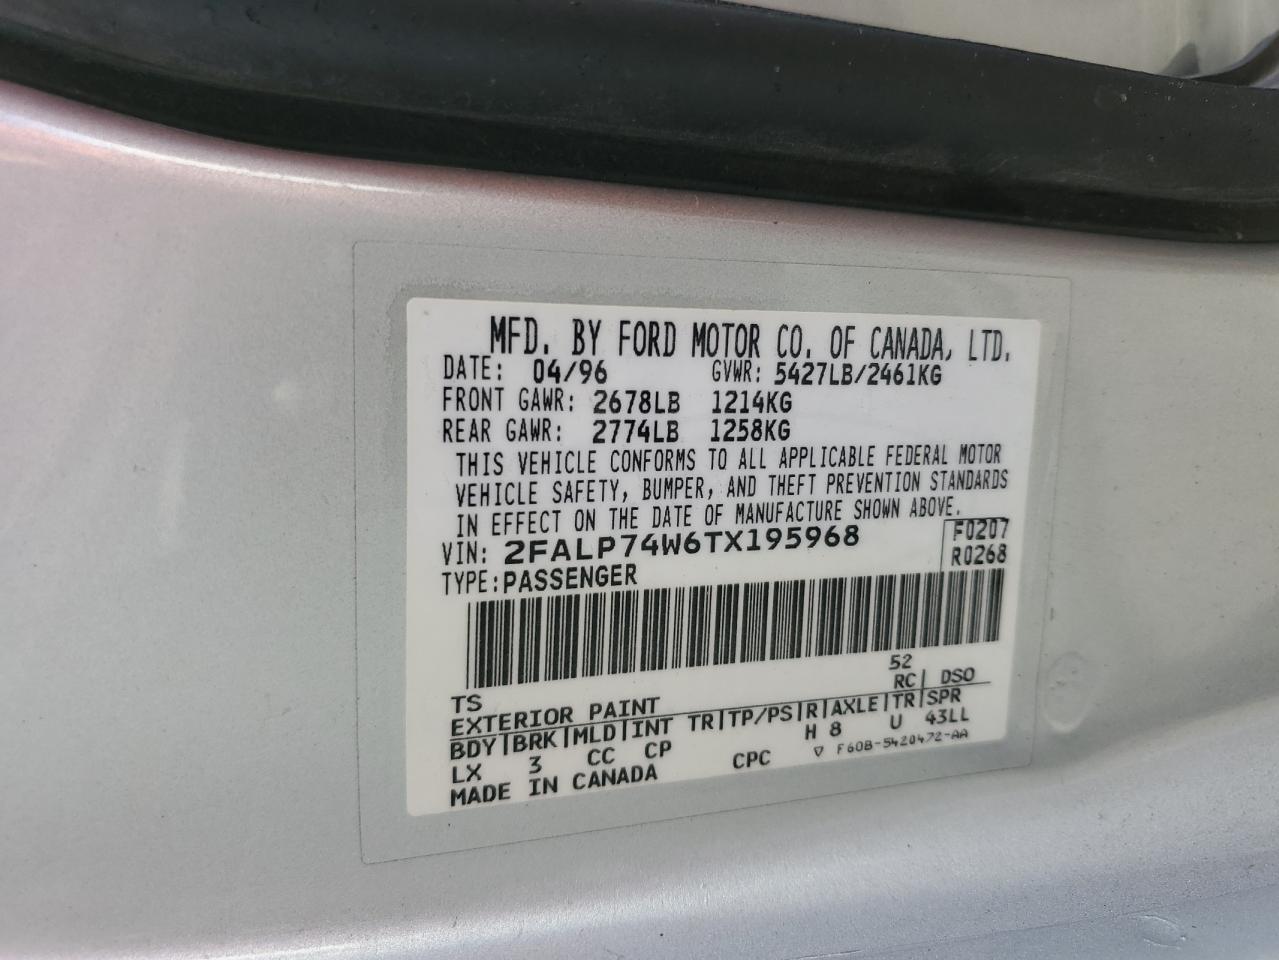 MFD. BY FORD MOTOR CO. OF CANADA, LTD.
DATE: 04/96 GVWR: 5427LB/2461KG
FRONT GAWR: 2678LB 1214KG
REAR GAWR: 2774LB 1258KG
THIS VEHICLE CONFORMS TO ALL APPLICABLE FEDERAL MOTOR
VEHICLE SAFETY, BUMPER, AND THEFT PREVENTION STANDARDS
IN EFFECT ON THE DATE OF MANUFACTURE SHOWN ABOVE.
VIN: 2FALP74W6TX195968 F0207
TYPE: PASSENGER R0268
52
TS RC| DSO
EXTERIOR PAINT
BDY|BRK|MLD|INT TR|TP/PS|R|AXLE|TR|SPR
LX 3 CC CP H 8 U 43LL
MADE IN CANADA CPC ▽ F60B-5420472-AA